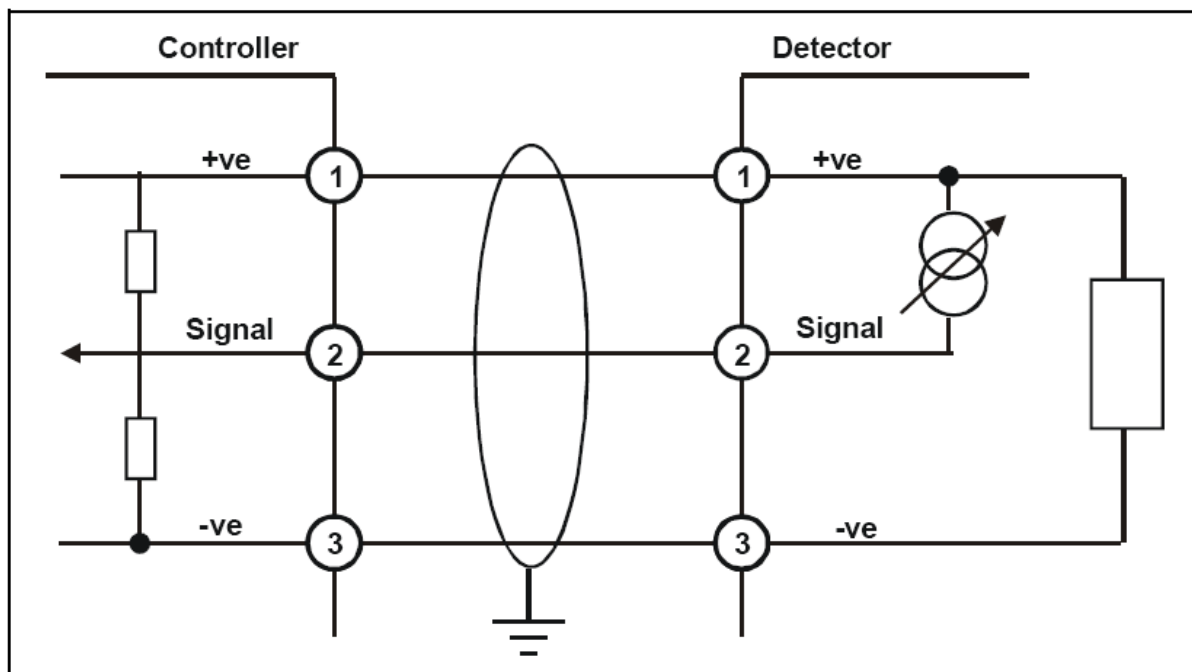 Controller
Detector
+ve
1
1
+ve
Signal
2
2
Signal
-ve
3
3
-ve